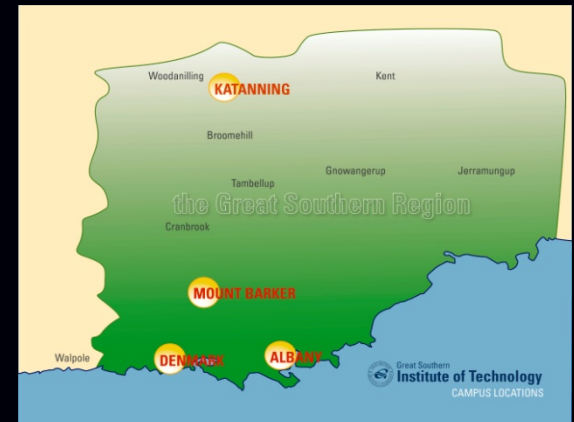 Woodanilling
Kent
KATANNING
Broomehill
Gnowangerup
Jerramungup
Tambellup
the Great Southern Region
Cranbrook
MOUNT BARKER
Walpole
DENMARK
ALBANY
Great Southern
Institute of Technology
CAMPUS LOCATIONS